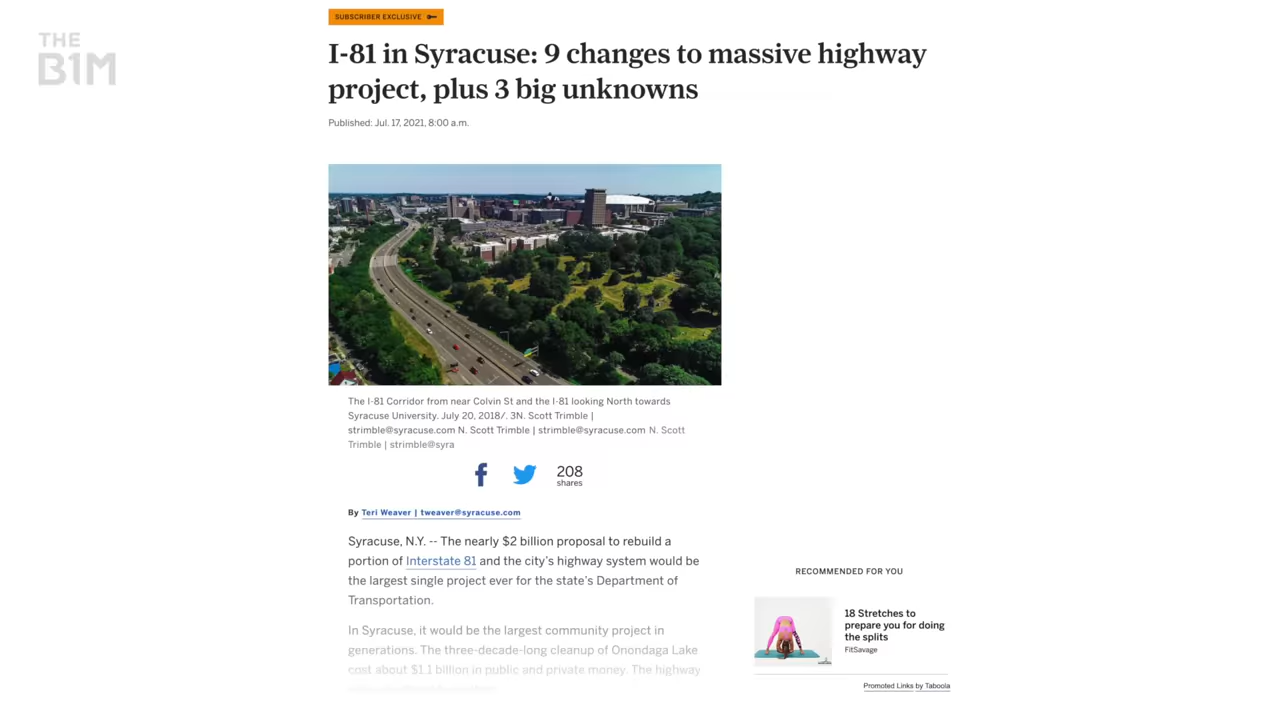 THE
B1M
SUBSCRIBER EXCLUSIVE
I-81 in Syracuse: 9 changes to massive highway
project, plus 3 big unknowns
Published: Jul. 17, 2021, 8:00 a.m.
The I-81 Corridor from near Colvin St and the I-81 looking North towards
Syracuse University. July 20, 2018/. 3N. Scott Trimble |
strimble@syracuse.com N. Scott Trimble | strimble@syracuse.com N. Scott
Trimble | strimble@syra
208
shares
By Teri Weaver | tweaver@syracuse.com
Syracuse, N.Y. -- The nearly $2 billion proposal to rebuild a
portion of Interstate 81 and the city's highway system would be
the largest single project ever for the state's Department of
Transportation.
In Syracuse, it would be the largest community project in
generations. The three-decade-long cleanup of Onondaga Lake
cost about $1.1 billion in public and private money. The highway
RECOMMENDED FOR YOU
18 Stretches to
prepare you for doing
the splits
FitSavage
Promoted Links by Taboola